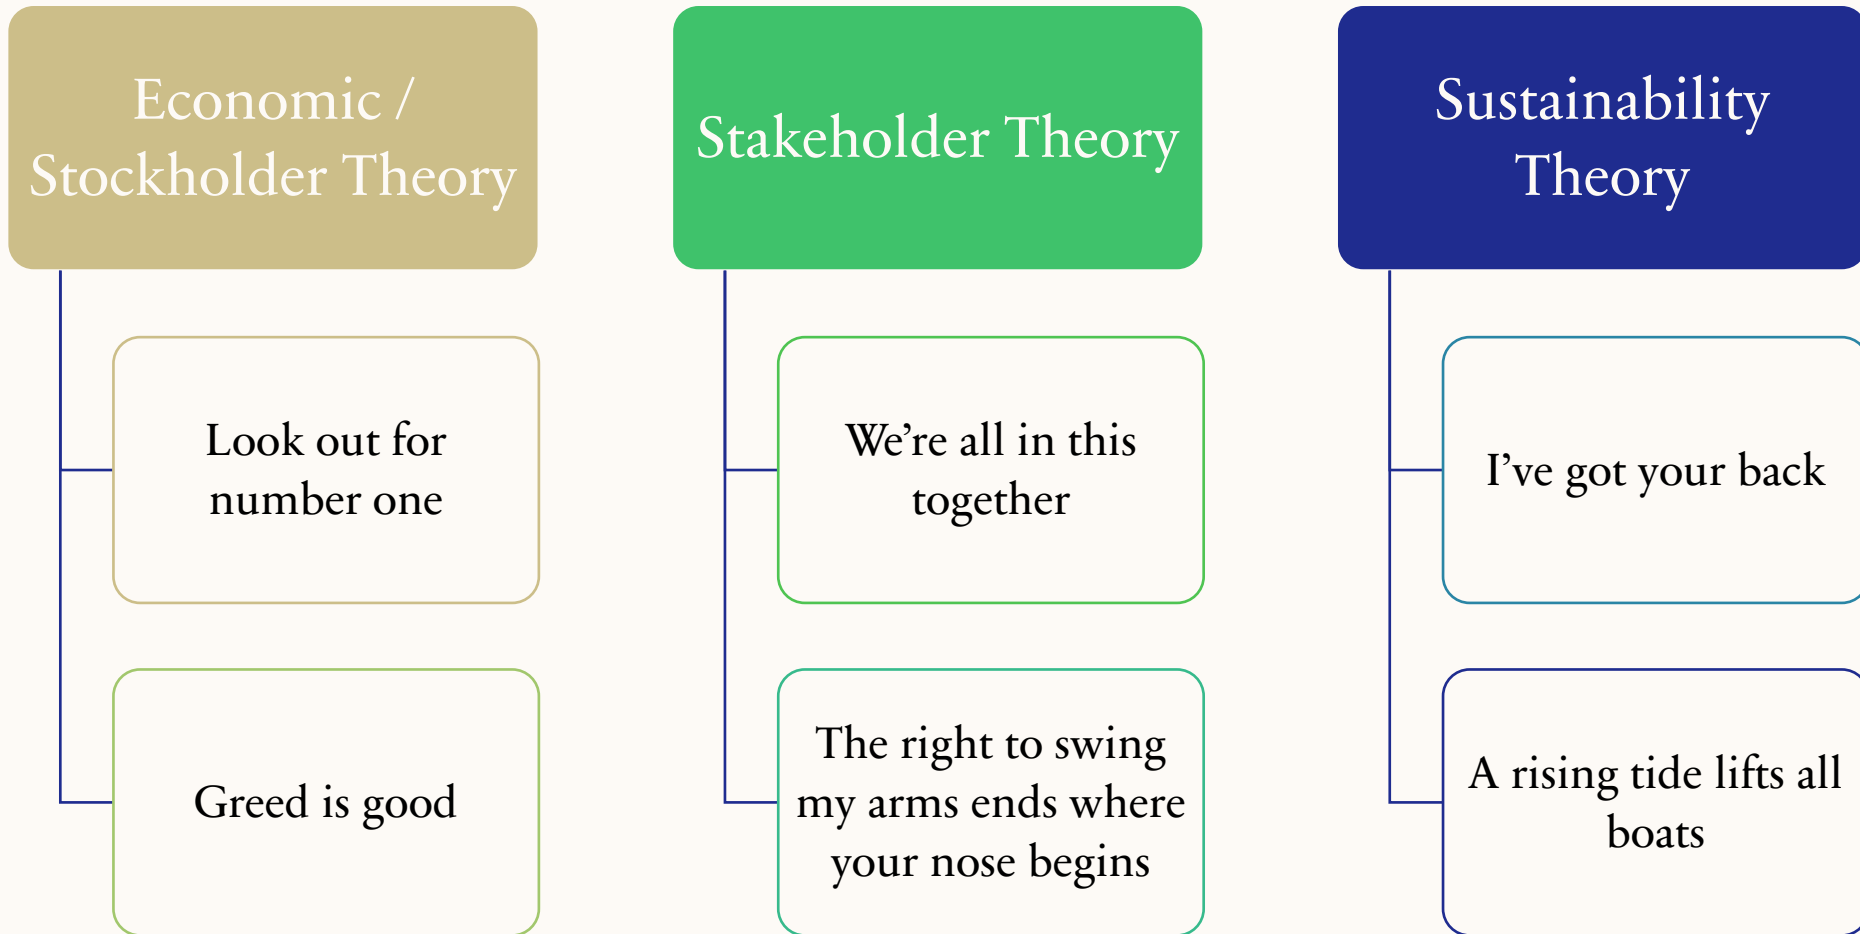 Economic /
Stockholder Theory
Look out for
number one
Greed is good
Stakeholder Theory
We’re all in this
together
The right to swing
my arms ends where
your nose begins
Sustainability
Theory
I’ve got your back
A rising tide lifts all
boats